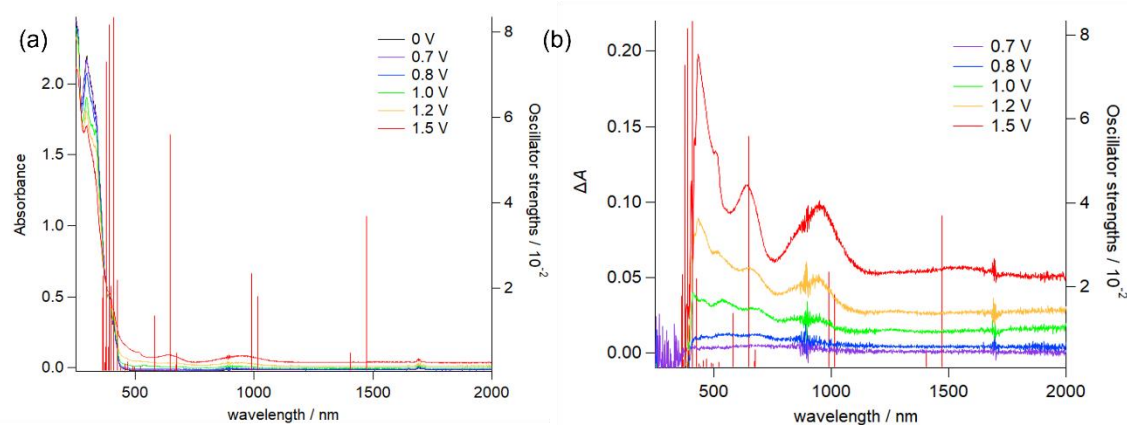 (a)
Absorbance
2.0
1.5
1.0
0.5
0.0
0 V
0.7 V
0.8 V
1.0 V
1.2 V
1.5 V
8
6
4
2
Oscillator strengths / 10⁻²
500
1000
1500
2000
wavelength / nm
(b)
ΔA
0.20
0.15
0.10
0.05
0.00
0.7 V
0.8 V
1.0 V
1.2 V
1.5 V
8
6
4
2
Oscillator strengths / 10⁻²
500
1000
1500
2000
wavelength / nm